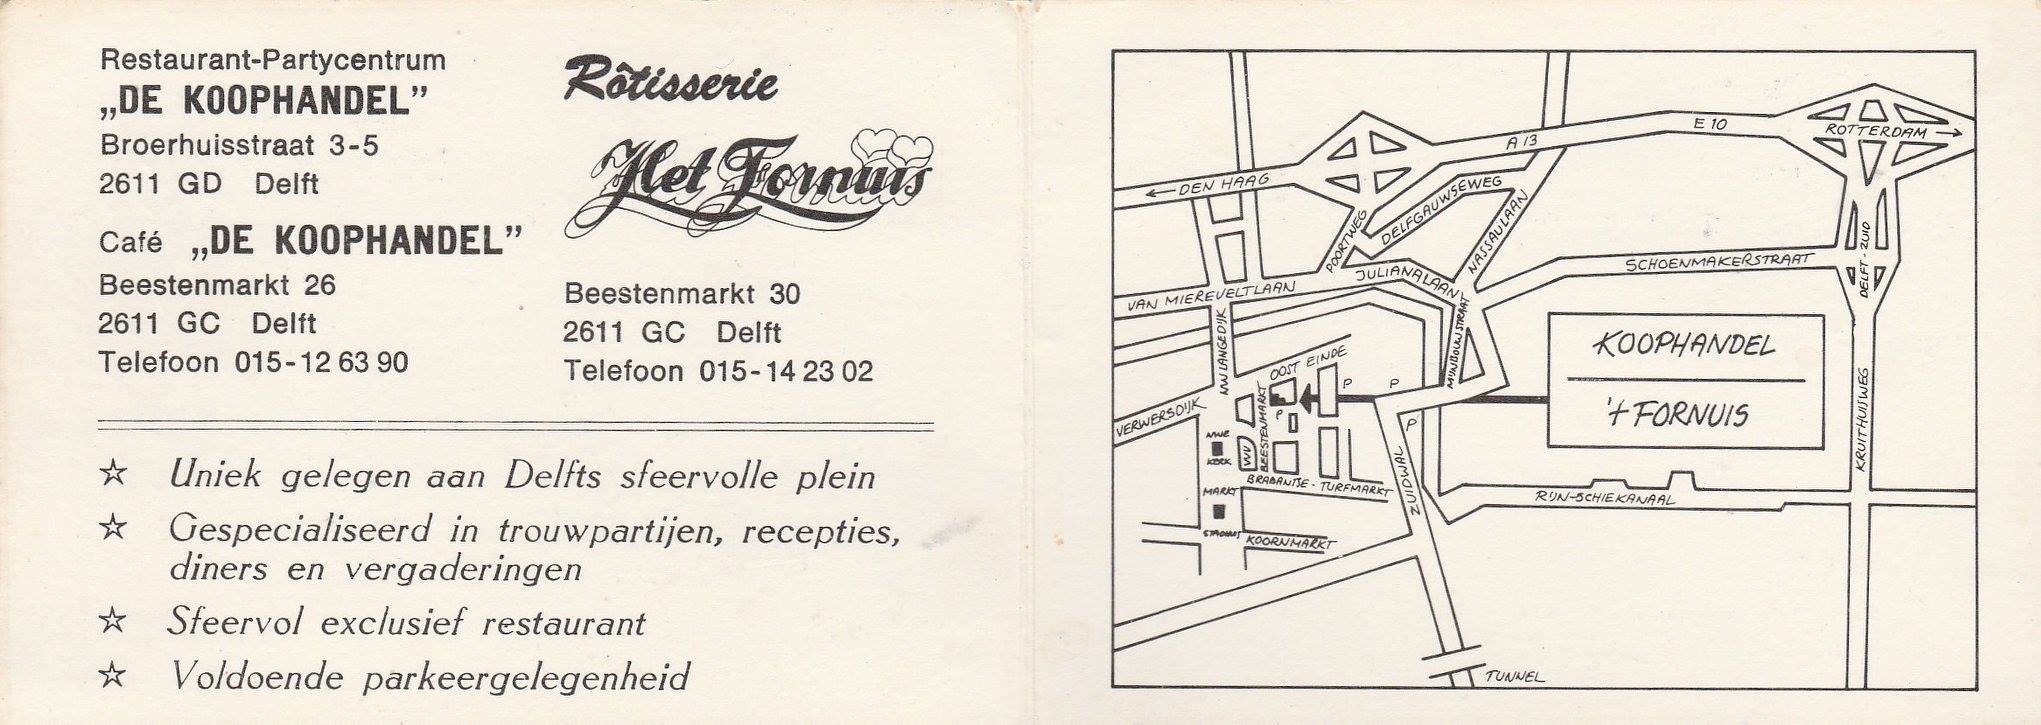 Restaurant-Partycentrum
„DE KOOPHANDEL”
Broerhuisstraat 3-5
2611 GD Delft
Café „DE KOOPHANDEL”
Beestenmarkt 26
2611 GC Delft
Telefoon 015-12 63 90
Rôtisserie
Het Fornuis
Beestenmarkt 30
2611 GC Delft
Telefoon 015-14 23 02
☆ Uniek gelegen aan Delfts sfeervolle plein
☆ Gespecialiseerd in trouwpartijen, recepties,
diners en vergaderingen
☆ Sfeervol exclusief restaurant
☆ Voldoende parkeergelegenheid
← DEN HAAG
A 13
E 10
ROTTERDAM →
POORTWEG
DELFGAUWSEWEG
NASSAULAAN
JULIANALAAN
SCHOENMAKERSTRAAT
DELFT-ZUID
VAN MIEREVELTLAAN
NW LANGEDIJK
MIJNBOUWSTRAAT
KOOPHANDEL
't FORNUIS
OOST EINDE
P
P
P
P
VERWERSDIJK
BEESTENMARKT
VVV
NWE
KERK
MARKT
STADHUIS
BRABANTSE-TURFMARKT
KOORNMARKT
ZUIDWAL
RIJN-SCHIEKANAAL
KRUITHUISWEG
TUNNEL